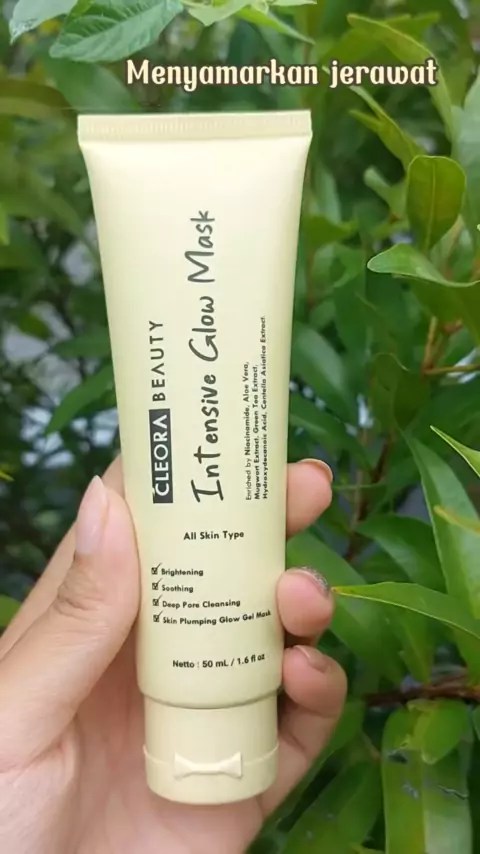 Menyamarkan jerawat
CLEORA BEAUTY
Intensive Glow Mask
Enriched by Niacinamide, Aloe Vera,
Mugwort Extract, Green Tea Extract,
Hydroxydecanoic Acid, Centella Asiatica Extract.
All Skin Type
Brightening
Soothing
Deep Pore Cleansing
Skin Plumping Glow Gel Mask
Netto : 50 mL / 1.6 fl oz